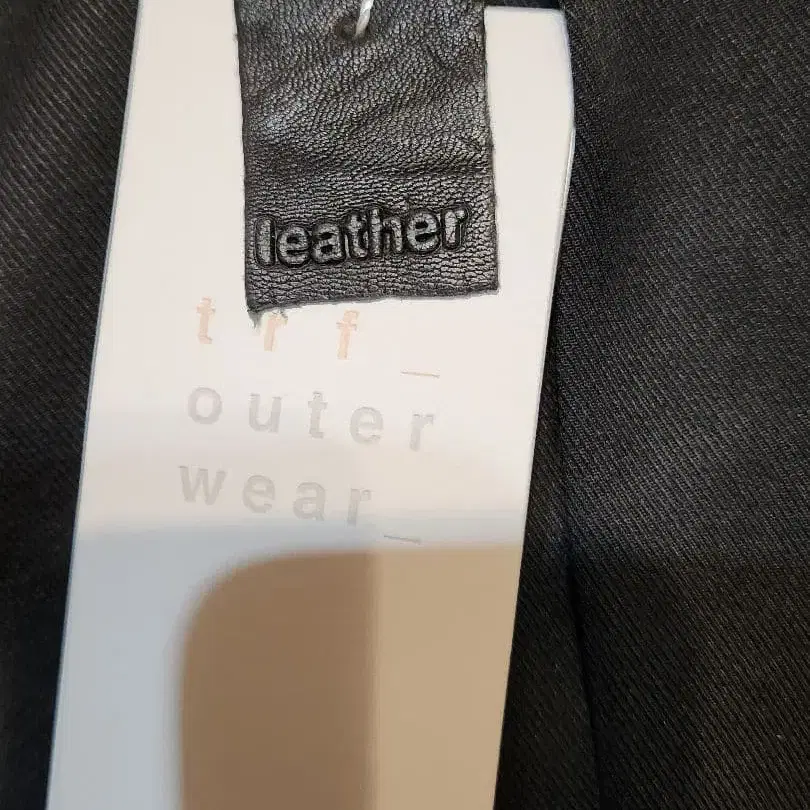 leather
trf_
outer
wear_